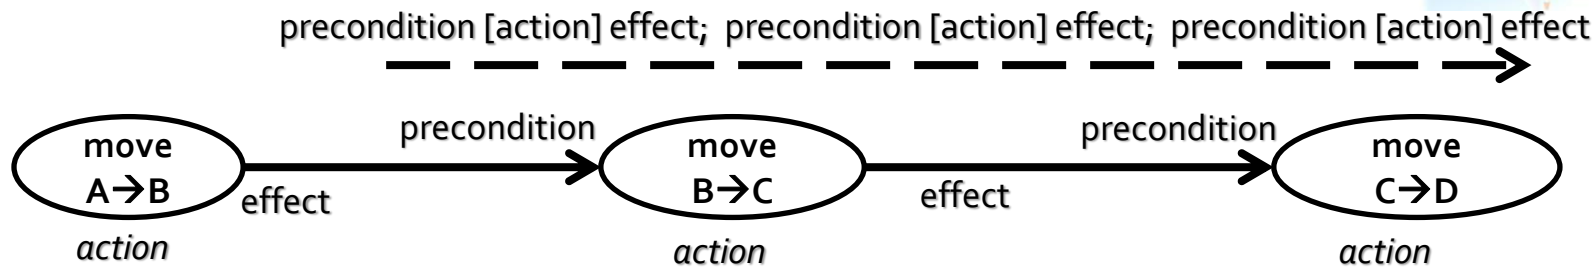 precondition [action] effect; precondition [action] effect; precondition [action] effect
precondition
precondition
move
A→B
move
B→C
move
C→D
effect
effect
action
action
action